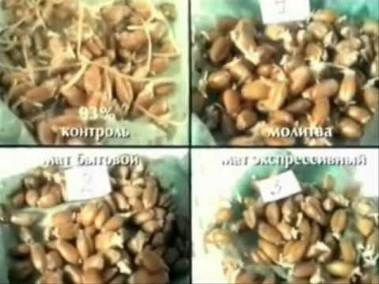 93%
контроль
молитва
мат бытовой
2
мат экспрессивный
3